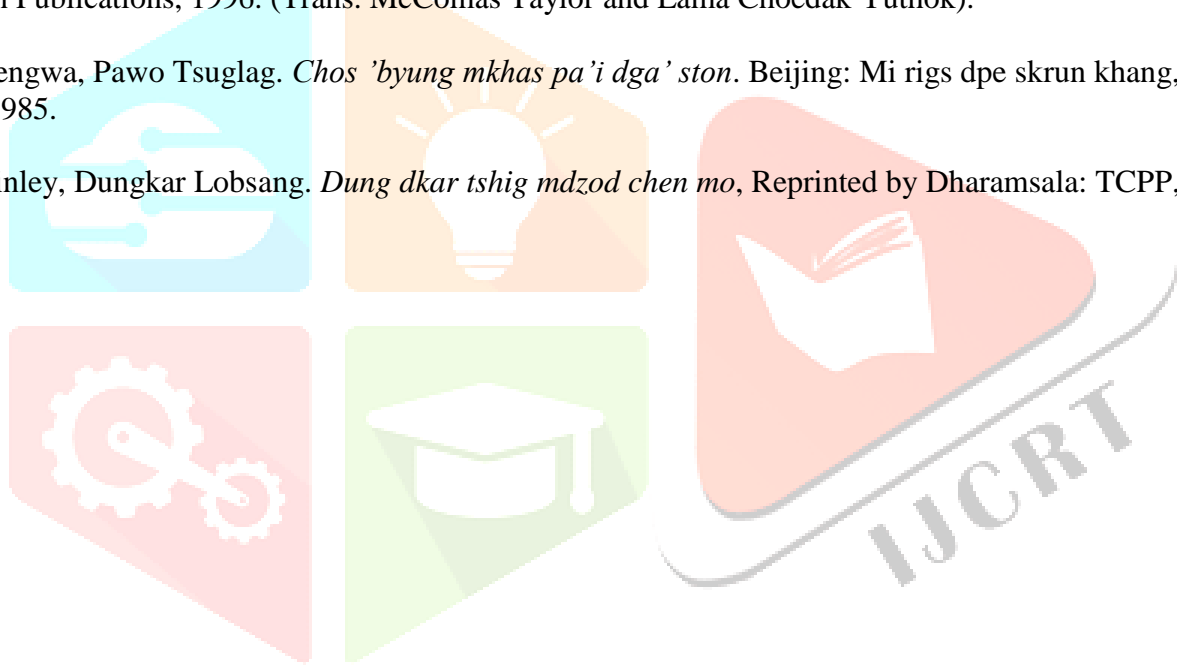 Publications, 1996. (Trans. McComas Taylor and Lama Choedak Yuthok).
engwa, Pawo Tsuglag. Chos ’byung mkhas pa’i dga’ ston. Beijing: Mi rigs dpe skrun khang,
985.
inley, Dungkar Lobsang. Dung dkar tshig mdzod chen mo, Reprinted by Dharamsala: TCPP,
IJCRT